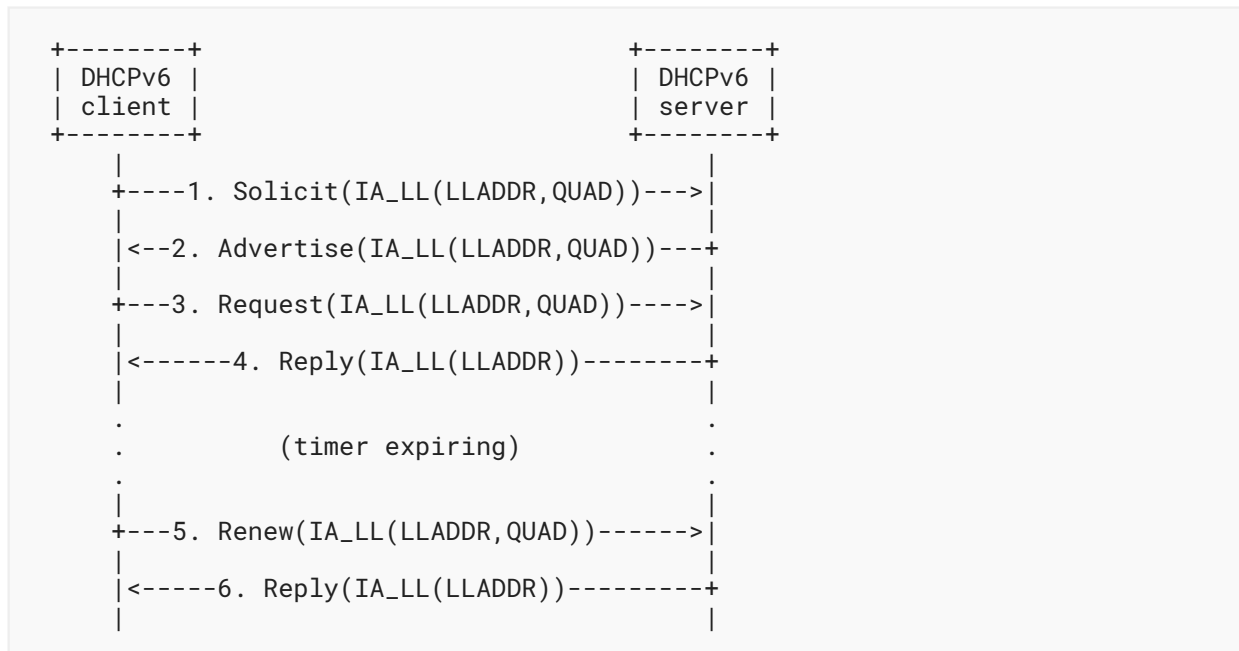 +--------+                            +--------+
| DHCPv6 |                            | DHCPv6 |
| client |                            | server |
+--------+                            +--------+
    |                                      |
    +----1. Solicit(IA_LL(LLADDR,QUAD))--->|
    |                                      |
    |<--2. Advertise(IA_LL(LLADDR,QUAD))---+
    |                                      |
    +---3. Request(IA_LL(LLADDR,QUAD))---->|
    |                                      |
    |<------4. Reply(IA_LL(LLADDR))--------+
    |                                      |
    .                                      .
    .          (timer expiring)            .
    .                                      .
    |                                      |
    +---5. Renew(IA_LL(LLADDR,QUAD))------>|
    |                                      |
    |<-----6. Reply(IA_LL(LLADDR))---------+
    |                                      |